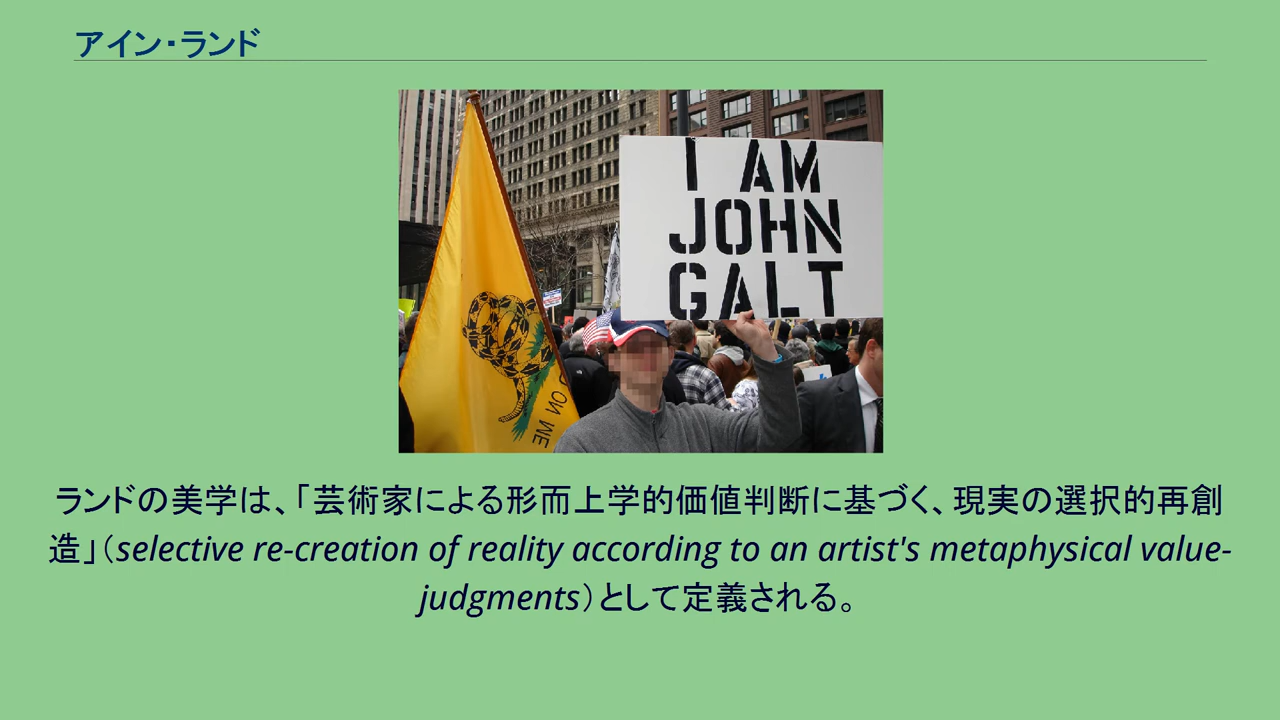 アイン・ランド
I AM
JOHN
GALT
ON ME
ランドの美学は、「芸術家による形而上学的価値判断に基づく、現実の選択的再創
造」（selective re-creation of reality according to an artist's metaphysical value-
judgments）として定義される。